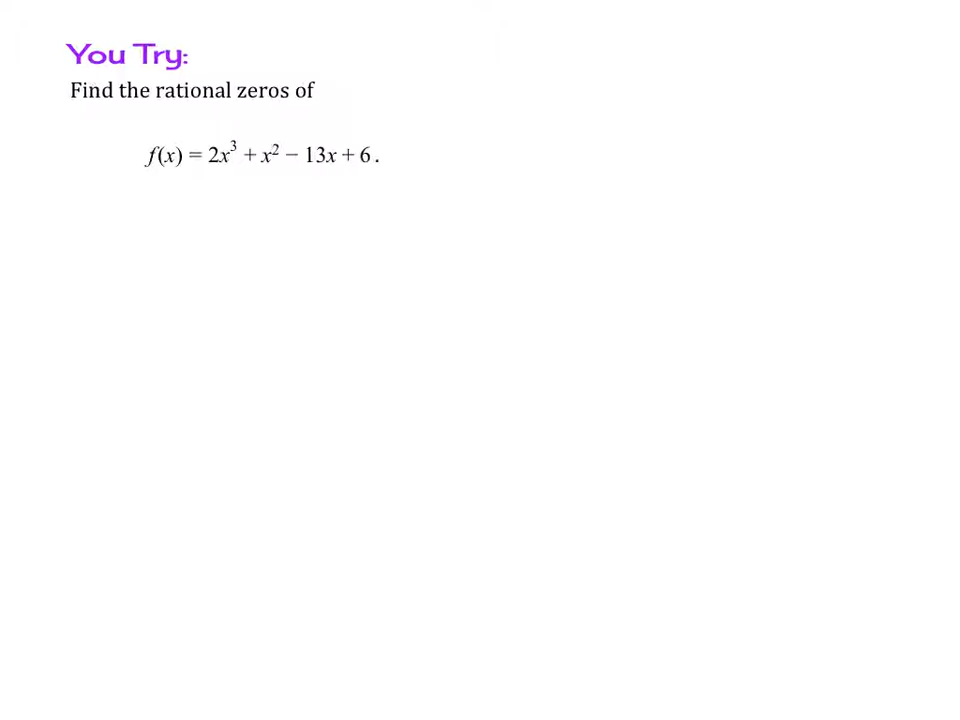 You Try:
Find the rational zeros of
f(x) = 2x³ + x² − 13x + 6.